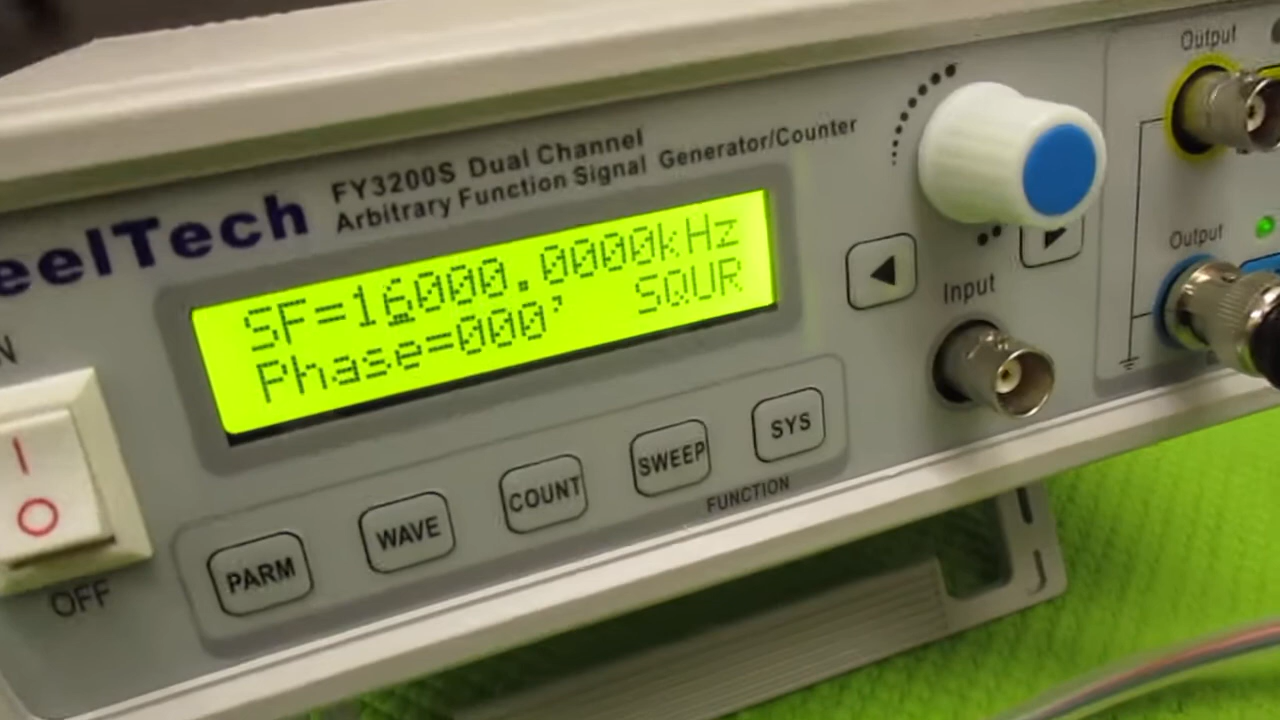 Output
FY3200S Dual Channel
Arbitrary Function Signal Generator/Counter
eelTech
SF=16000.0000kHz
Phase=000' SQUR
Output
Input
N
I
O
OFF
PARM
WAVE
COUNT
SWEEP
SYS
FUNCTION